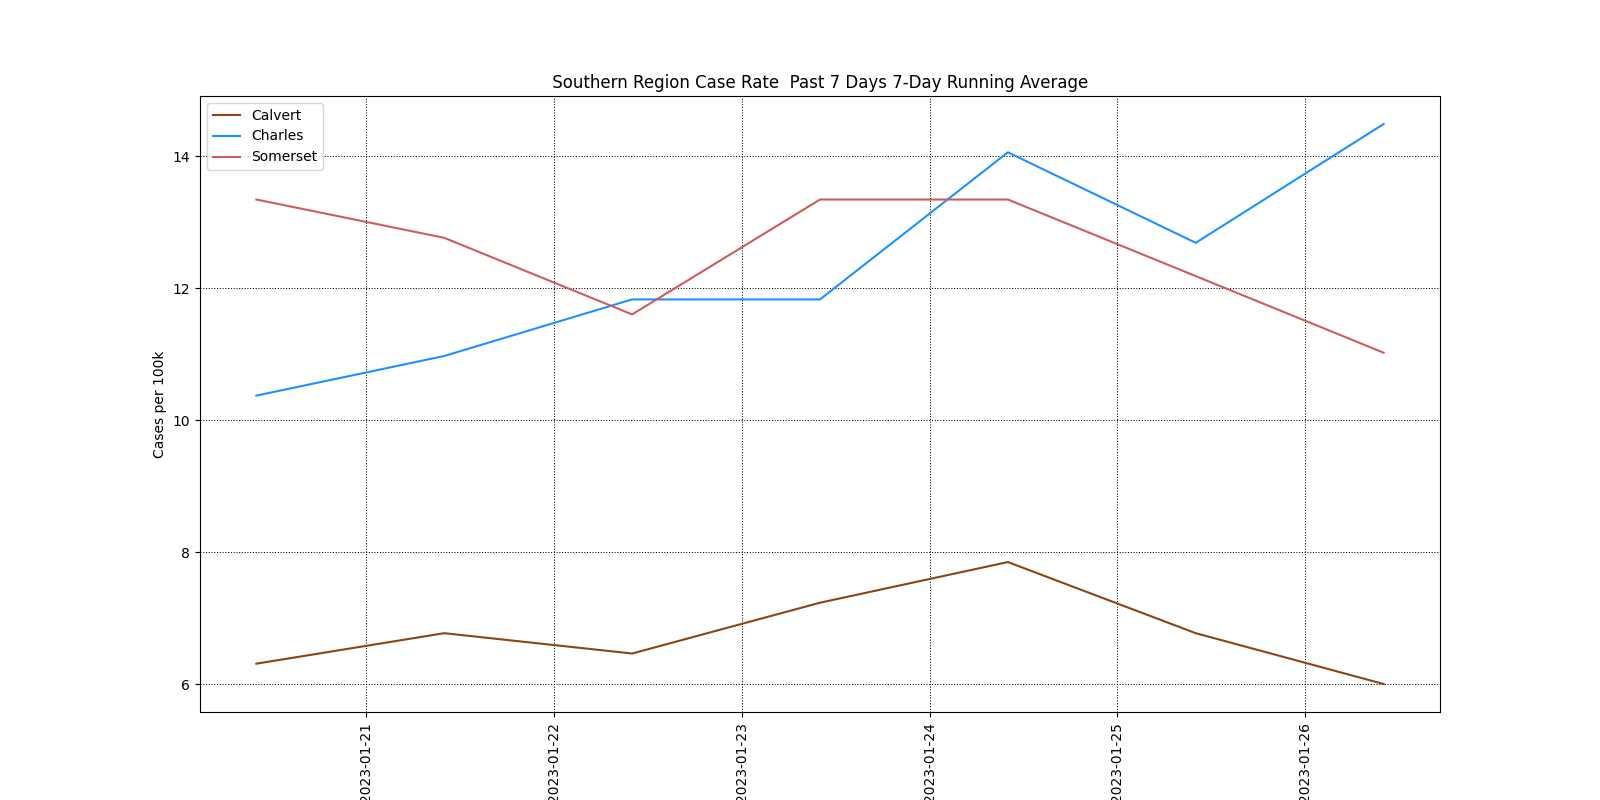 Southern Region Case Rate  Past 7 Days 7-Day Running Average
Calvert
Charles
Somerset
14
12
10
8
6
Cases per 100k
2023-01-21
2023-01-22
2023-01-23
2023-01-24
2023-01-25
2023-01-26